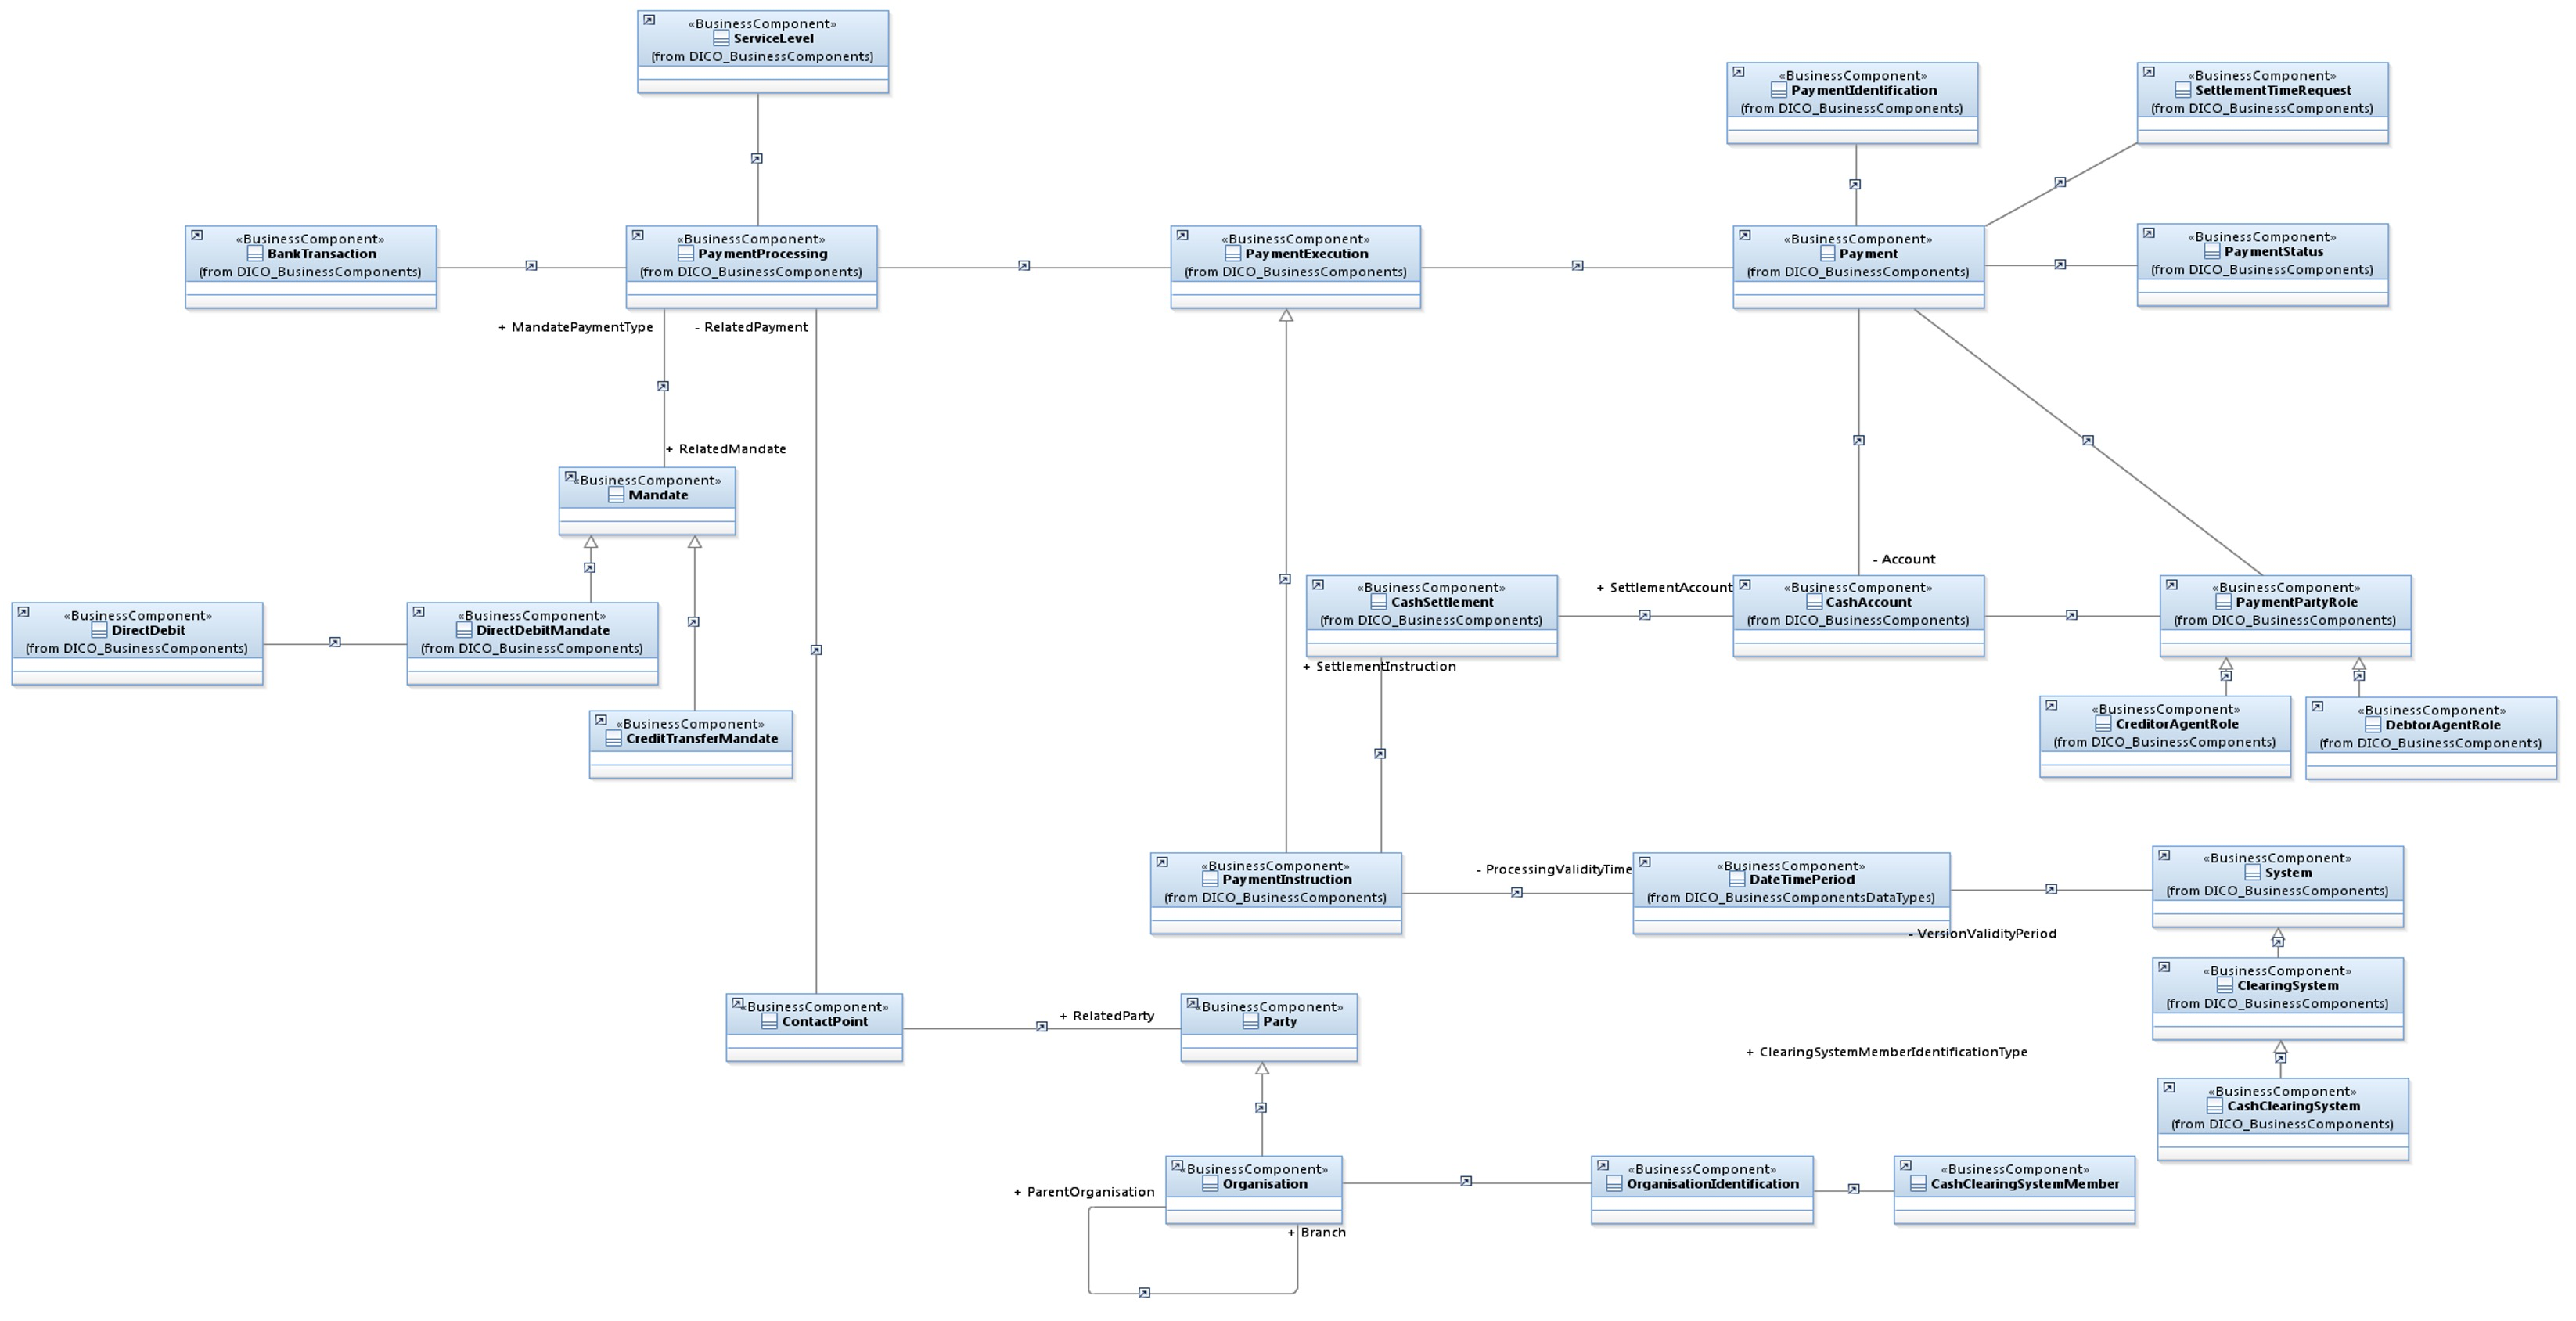 «BusinessComponent»
ServiceLevel
(from DICO_BusinessComponents)
«BusinessComponent»
PaymentIdentification
(from DICO_BusinessComponents)
«BusinessComponent»
SettlementTimeRequest
(from DICO_BusinessComponents)
«BusinessComponent»
BankTransaction
(from DICO_BusinessComponents)
«BusinessComponent»
PaymentProcessing
(from DICO_BusinessComponents)
«BusinessComponent»
PaymentExecution
(from DICO_BusinessComponents)
«BusinessComponent»
Payment
(from DICO_BusinessComponents)
«BusinessComponent»
PaymentStatus
(from DICO_BusinessComponents)
+ MandatePaymentType
- RelatedPayment
+ RelatedMandate
«BusinessComponent»
Mandate
- Account
«BusinessComponent»
DirectDebit
(from DICO_BusinessComponents)
«BusinessComponent»
DirectDebitMandate
(from DICO_BusinessComponents)
«BusinessComponent»
CashSettlement
(from DICO_BusinessComponents)
+ SettlementAccount
«BusinessComponent»
CashAccount
(from DICO_BusinessComponents)
«BusinessComponent»
PaymentPartyRole
(from DICO_BusinessComponents)
+ SettlementInstruction
«BusinessComponent»
CreditTransferMandate
«BusinessComponent»
CreditorAgentRole
(from DICO_BusinessComponents)
«BusinessComponent»
DebtorAgentRole
(from DICO_BusinessComponents)
«BusinessComponent»
PaymentInstruction
(from DICO_BusinessComponents)
- ProcessingValidityTime
«BusinessComponent»
DateTimePeriod
(from DICO_BusinessComponentsDataTypes)
- VersionValidityPeriod
«BusinessComponent»
System
(from DICO_BusinessComponents)
«BusinessComponent»
ClearingSystem
(from DICO_BusinessComponents)
«BusinessComponent»
ContactPoint
+ RelatedParty
«BusinessComponent»
Party
+ ClearingSystemMemberIdentificationType
«BusinessComponent»
CashClearingSystem
(from DICO_BusinessComponents)
«BusinessComponent»
Organisation
+ ParentOrganisation
+ Branch
«BusinessComponent»
OrganisationIdentification
«BusinessComponent»
CashClearingSystemMember